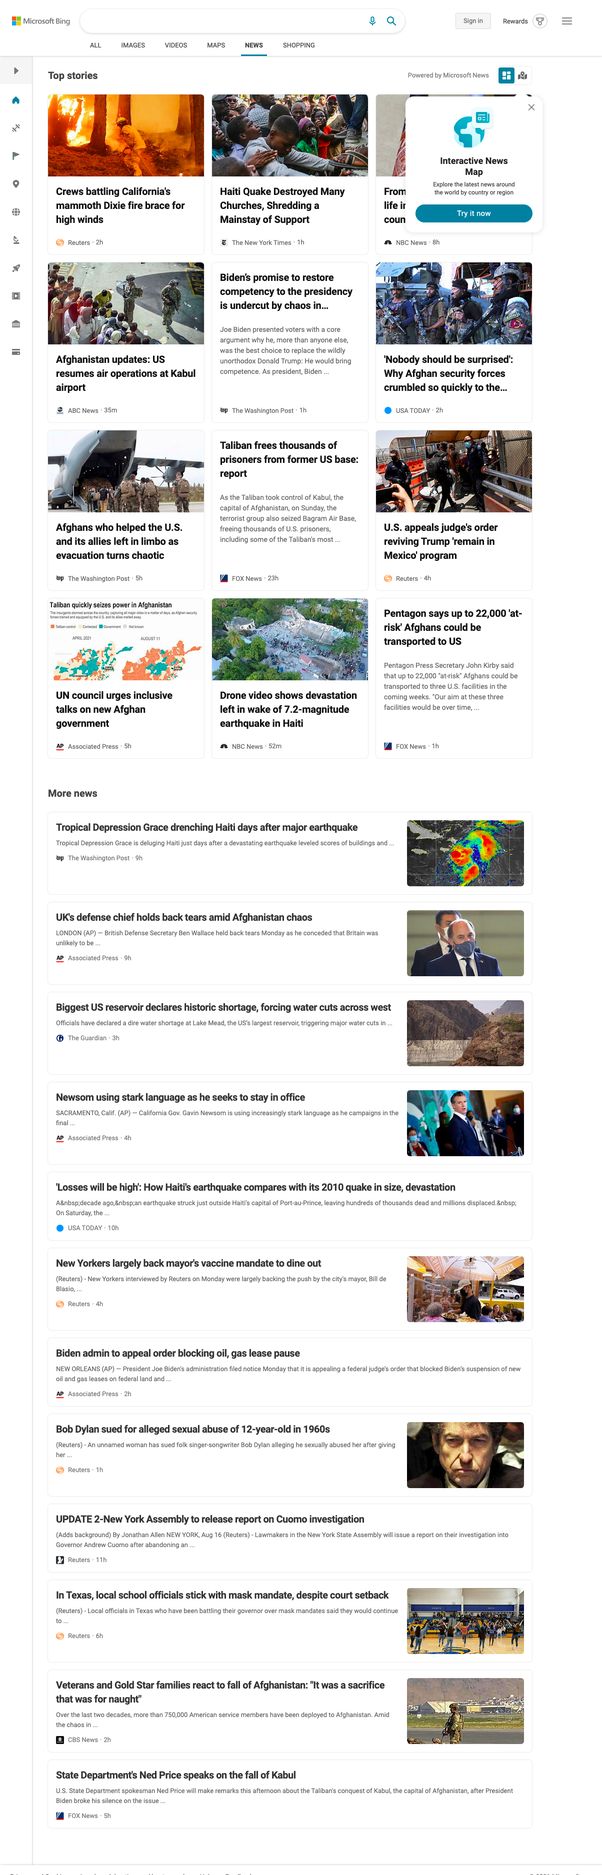 Microsoft Bing
Sign in
Rewards
ALL
IMAGES
VIDEOS
MAPS
NEWS
SHOPPING
Top stories
Powered by Microsoft News
Interactive News
Map
Explore the latest news around
the world by country or region
Try it now
Crews battling California's
mammoth Dixie fire brace for
high winds
Reuters · 2h
Haiti Quake Destroyed Many
Churches, Shredding a
Mainstay of Support
The New York Times · 1h
From
life in
coun
NBC News · 8h
Afghanistan updates: US
resumes air operations at Kabul
airport
ABC News · 35m
Biden's promise to restore
competency to the presidency
is undercut by chaos in...
Joe Biden presented voters with a core
argument why he, more than anyone else,
was the best choice to replace the wildly
unorthodox Donald Trump: He would bring
competence. As president, Biden ...
The Washington Post · 1h
'Nobody should be surprised':
Why Afghan security forces
crumbled so quickly to the...
USA TODAY · 2h
Afghans who helped the U.S.
and its allies left in limbo as
evacuation turns chaotic
The Washington Post · 5h
Taliban frees thousands of
prisoners from former US base:
report
As the Taliban took control of Kabul, the
capital of Afghanistan, on Sunday, the
terrorist group also seized Bagram Air Base,
freeing thousands of U.S. prisoners,
including some of the Taliban's most ...
FOX News · 23h
U.S. appeals judge's order
reviving Trump 'remain in
Mexico' program
Reuters · 4h
Taliban quickly seizes power in Afghanistan
APRIL 2021
AUGUST 11
UN council urges inclusive
talks on new Afghan
government
AP Associated Press · 5h
Drone video shows devastation
left in wake of 7.2-magnitude
earthquake in Haiti
NBC News · 52m
Pentagon says up to 22,000 'at-
risk' Afghans could be
transported to US
Pentagon Press Secretary John Kirby said
that up to 22,000 "at-risk" Afghans could be
transported to three U.S. facilities in the
coming weeks. "Our aim at these three
facilities would be over time, ...
FOX News · 1h
More news
Tropical Depression Grace drenching Haiti days after major earthquake
Tropical Depression Grace is deluging Haiti just days after a devastating earthquake leveled scores of buildings and ...
The Washington Post · 9h
UK's defense chief holds back tears amid Afghanistan chaos
LONDON (AP) — British Defense Secretary Ben Wallace held back tears Monday as he conceded that Britain was
unlikely to be ...
AP Associated Press · 9h
Biggest US reservoir declares historic shortage, forcing water cuts across west
Officials have declared a dire water shortage at Lake Mead, the US's largest reservoir, triggering major water cuts in ...
The Guardian · 3h
Newsom using stark language as he seeks to stay in office
SACRAMENTO, Calif. (AP) — California Gov. Gavin Newsom is using increasingly stark language as he campaigns in the
final ...
AP Associated Press · 4h
'Losses will be high': How Haiti's earthquake compares with its 2010 quake in size, devastation
A&nbsp;decade ago,&nbsp;an earthquake struck just outside Haiti's capital of Port-au-Prince, leaving hundreds of thousands dead and millions displaced.&nbsp;
On Saturday, the ...
USA TODAY · 10h
New Yorkers largely back mayor's vaccine mandate to dine out
(Reuters) - New Yorkers interviewed by Reuters on Monday were largely backing the push by the city's mayor, Bill de
Blasio, ...
Reuters · 4h
Biden admin to appeal order blocking oil, gas lease pause
NEW ORLEANS (AP) — President Joe Biden's administration filed notice Monday that it is appealing a federal judge's order that blocked Biden's suspension of new
oil and gas leases on federal land and ...
AP Associated Press · 2h
Bob Dylan sued for alleged sexual abuse of 12-year-old in 1960s
(Reuters) - An unnamed woman has sued folk singer-songwriter Bob Dylan alleging he sexually abused her after giving
her ...
Reuters · 1h
UPDATE 2-New York Assembly to release report on Cuomo investigation
(Adds background) By Jonathan Allen NEW YORK, Aug 16 (Reuters) - Lawmakers in the New York State Assembly will issue a report on their investigation into
Governor Andrew Cuomo after abandoning an ...
Reuters · 11h
In Texas, local school officials stick with mask mandate, despite court setback
(Reuters) - Local officials in Texas who have been battling their governor over mask mandates said they would continue
to ...
Reuters · 6h
Veterans and Gold Star families react to fall of Afghanistan: "It was a sacrifice
that was for naught"
Over the last two decades, more than 750,000 American service members have been deployed to Afghanistan. Amid
the chaos in ...
CBS News · 2h
State Department's Ned Price speaks on the fall of Kabul
U.S. State Department spokesman Ned Price will make remarks this afternoon about the Taliban's conquest of Kabul, the capital of Afghanistan, after President
Biden broke his silence on the issue ...
FOX News · 5h